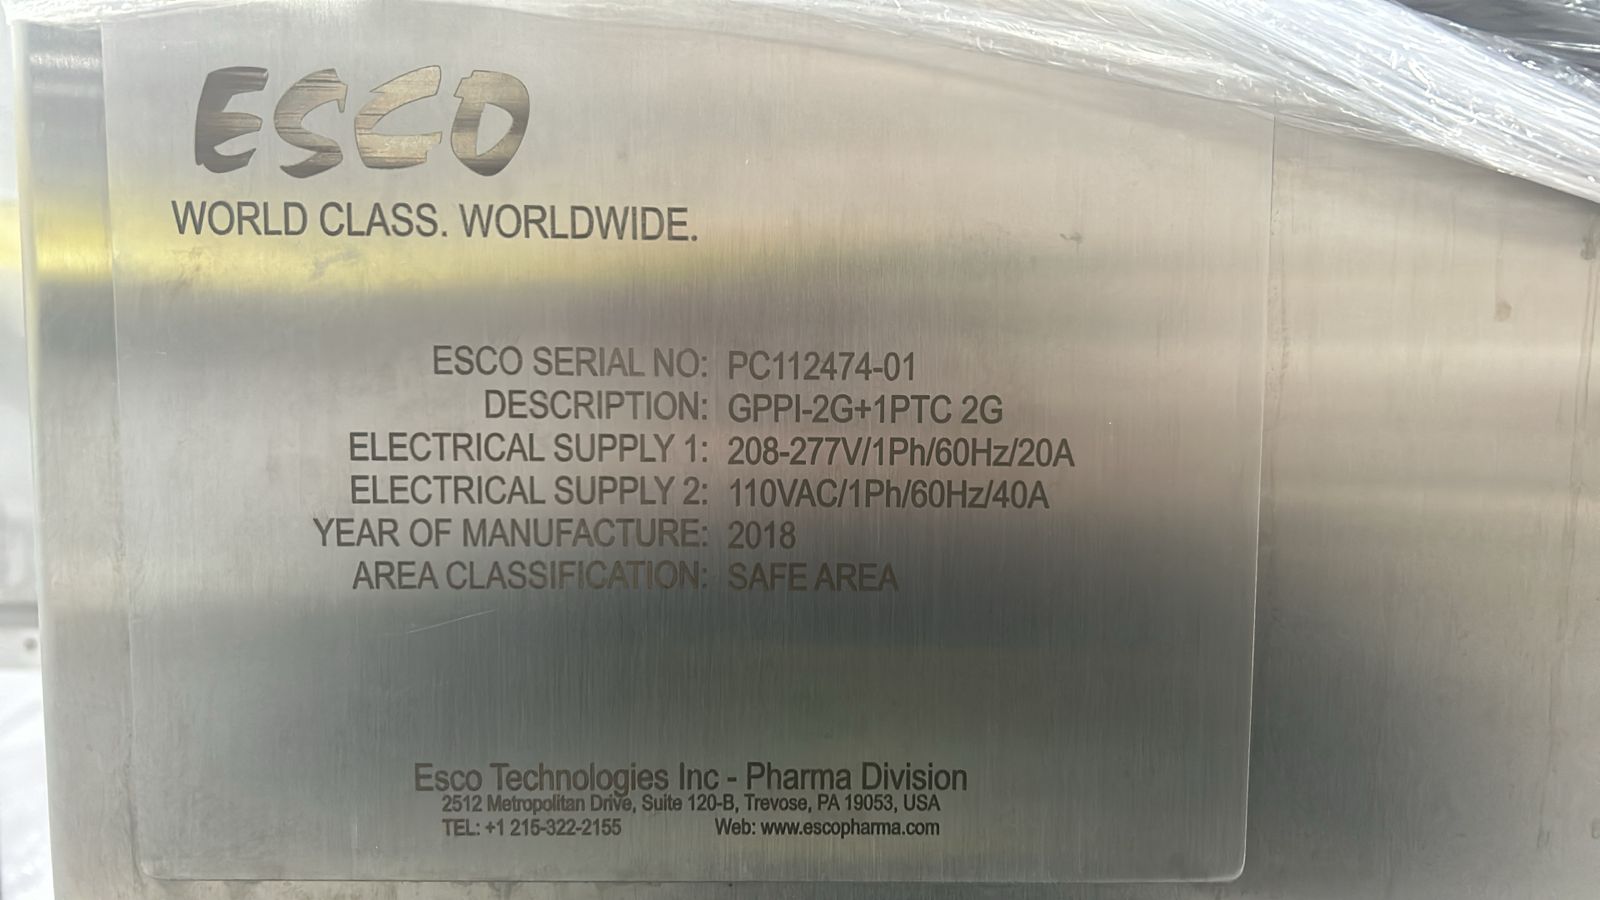 ESCO
WORLD CLASS. WORLDWIDE.
ESCO SERIAL NO: PC112474-01
DESCRIPTION: GPPI-2G+1PTC 2G
ELECTRICAL SUPPLY 1: 208-277V/1Ph/60Hz/20A
ELECTRICAL SUPPLY 2: 110VAC/1Ph/60Hz/40A
YEAR OF MANUFACTURE: 2018
AREA CLASSIFICATION: SAFE AREA
Esco Technologies Inc - Pharma Division
2512 Metropolitan Drive, Suite 120-B, Trevose, PA 19053, USA
TEL: +1 215-322-2155 Web: www.escopharma.com